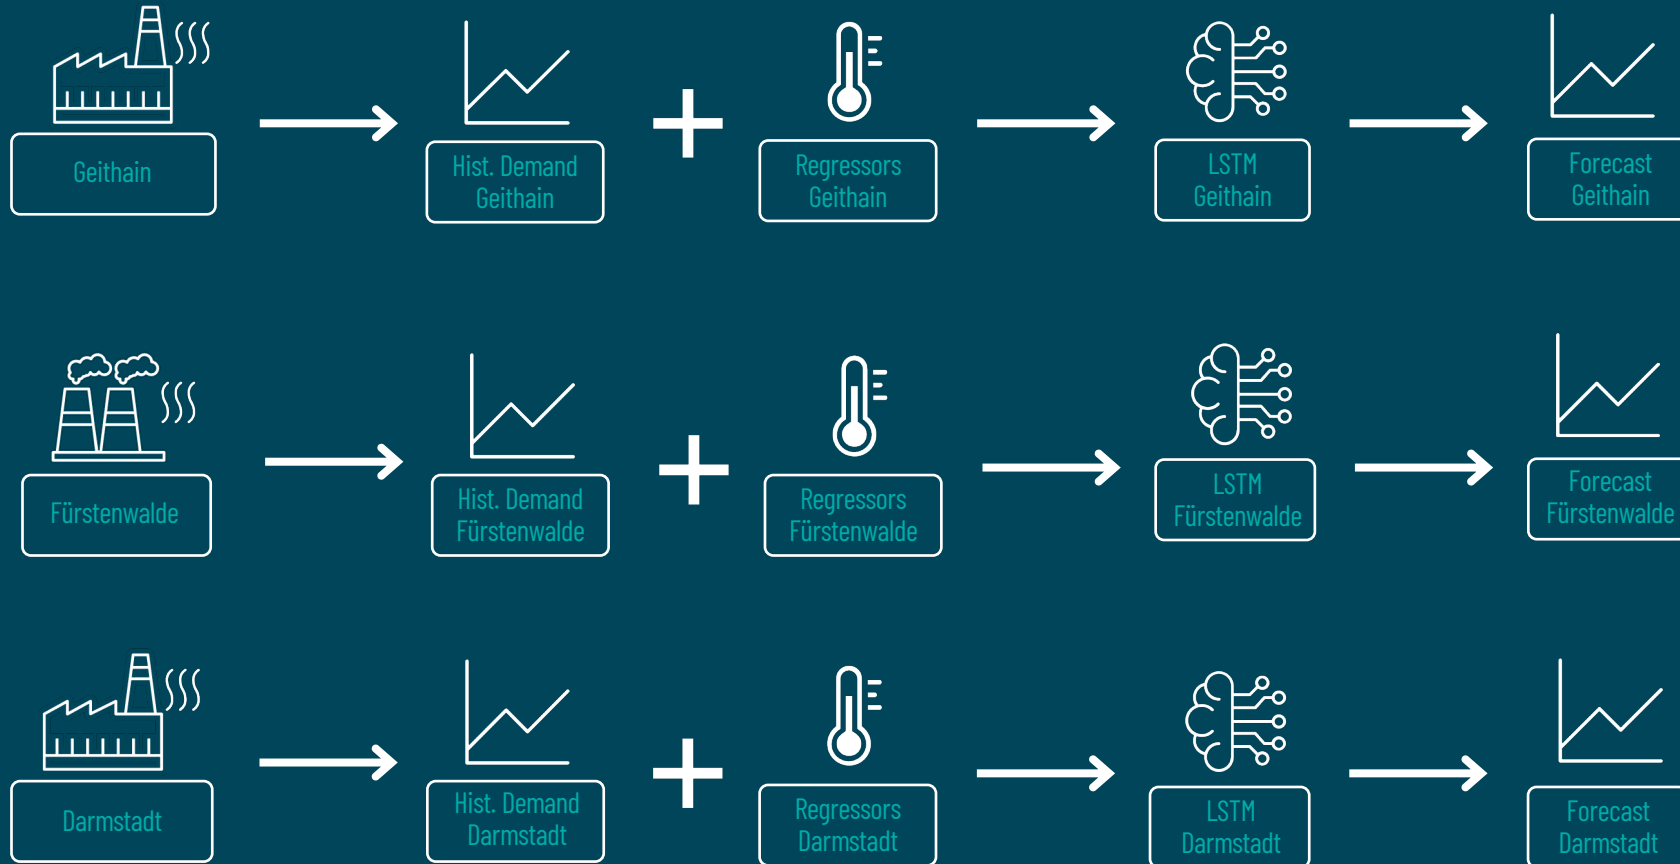 Geithain
Hist. Demand
Geithain
Regressors
Geithain
LSTM
Geithain
Forecast
Geithain
Fürstenwalde
Hist. Demand
Fürstenwalde
Regressors
Fürstenwalde
LSTM
Fürstenwalde
Forecast
Fürstenwalde
Darmstadt
Hist. Demand
Darmstadt
Regressors
Darmstadt
LSTM
Darmstadt
Forecast
Darmstadt